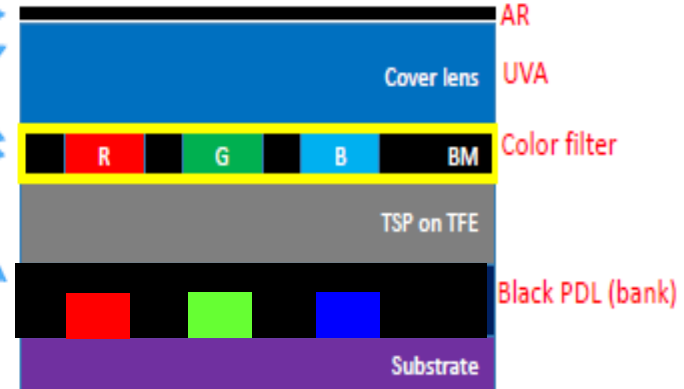 AR
Cover lens UVA
R G B BM Color filter
TSP on TFE
Black PDL (bank)
Substrate